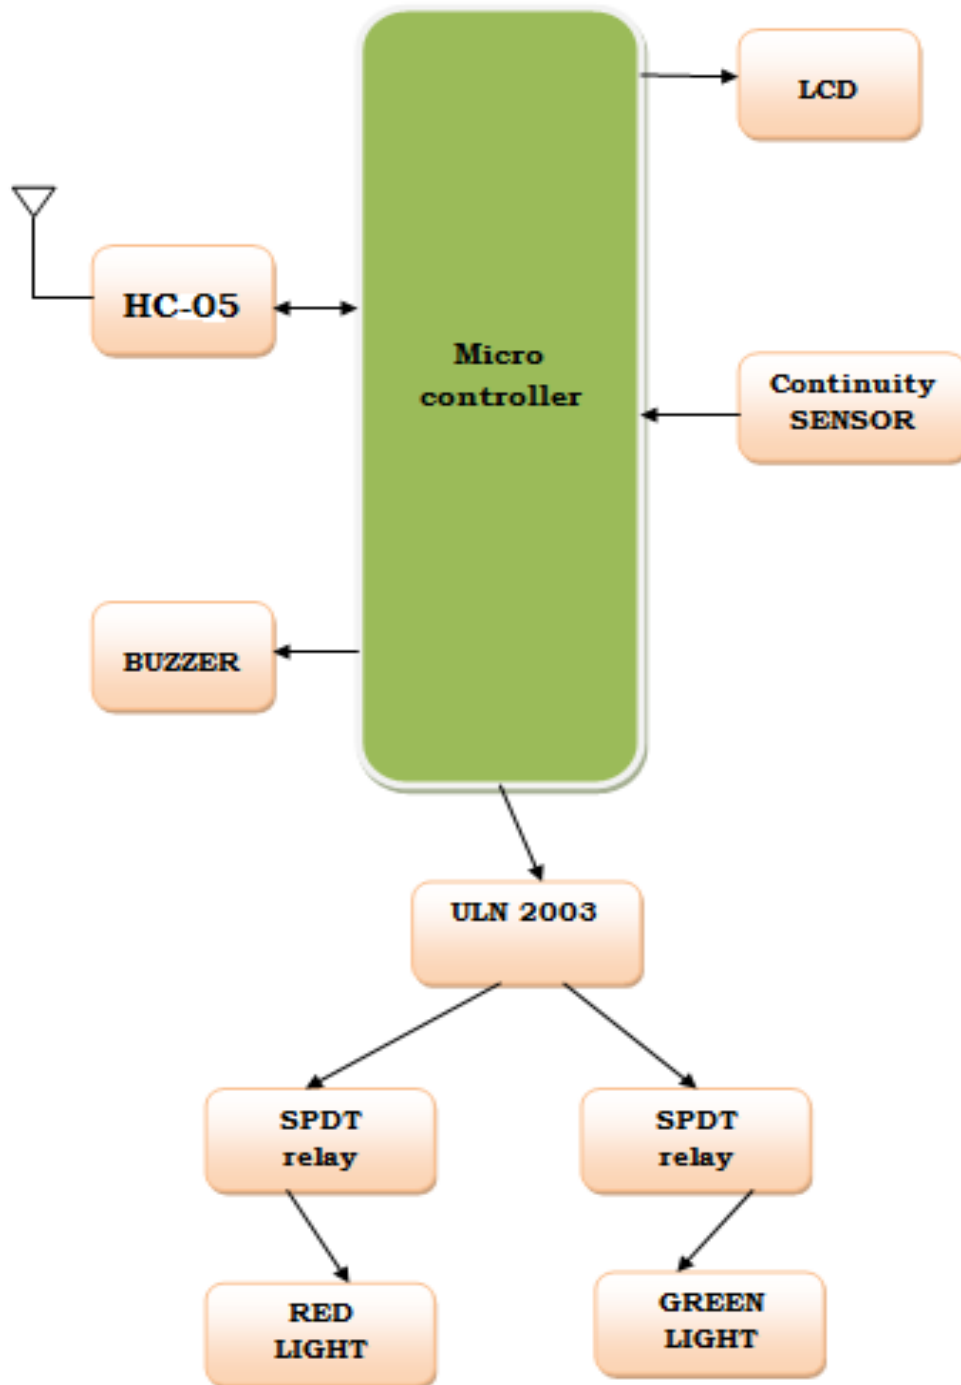 LCD
HC-05
Micro
controller
Continuity
SENSOR
BUZZER
ULN 2003
SPDT
relay
SPDT
relay
RED
LIGHT
GREEN
LIGHT